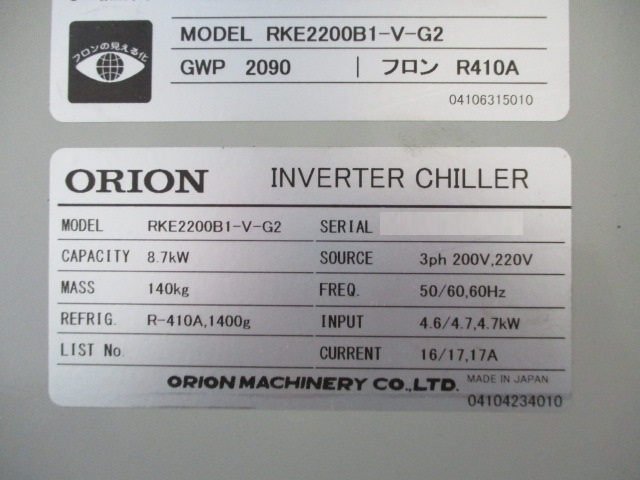 フロンの見える化
MODEL RKE2200B1-V-G2
GWP 2090 | フロン R410A
04106315010
ORION INVERTER CHILLER
MODEL RKE2200B1-V-G2 SERIAL
CAPACITY 8.7kW SOURCE 3ph 200V,220V
MASS 140kg FREQ. 50/60,60Hz
REFRIG. R-410A,1400g INPUT 4.6/4.7,4.7kW
LIST No. CURRENT 16/17,17A
ORION MACHINERY CO.,LTD. MADE IN JAPAN
04104234010